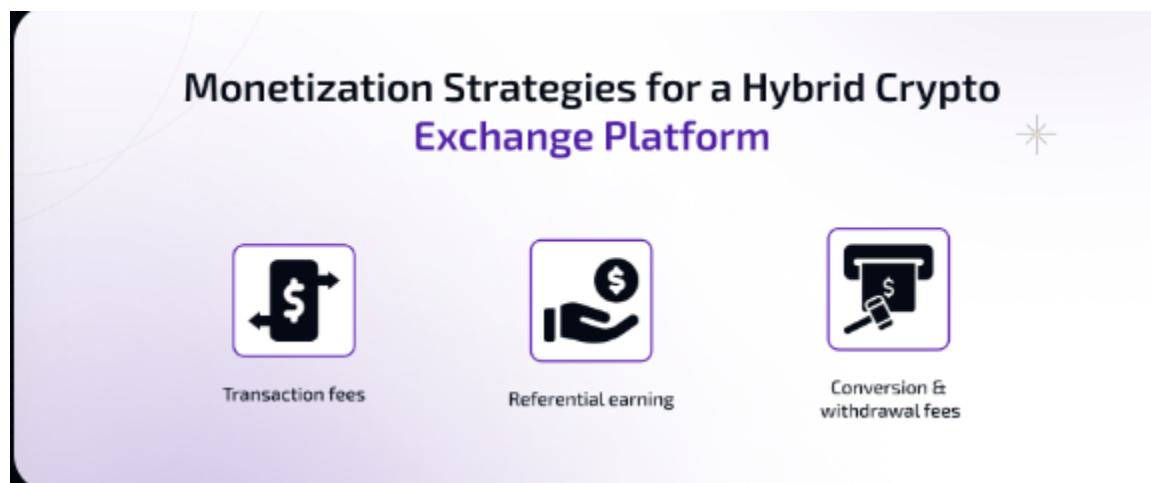 Monetization Strategies for a Hybrid Crypto
Exchange Platform
$
$
$
Transaction fees
Referential earning
Conversion &
withdrawal fees